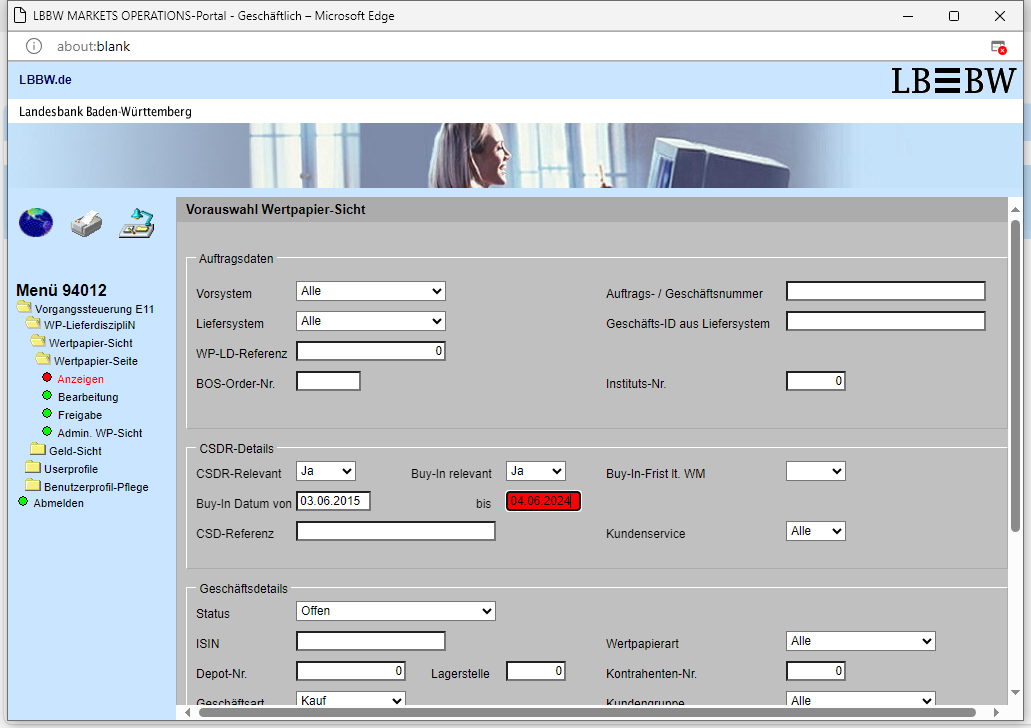 LBBW MARKETS OPERATIONS-Portal - Geschäftlich – Microsoft Edge
about:blank
LBBW.de
LB≡BW
Landesbank Baden-Württemberg
Vorauswahl Wertpapier-Sicht
Menü 94012
Vorgangssteuerung E11
WP-LieferdiszipliN
Wertpapier-Sicht
Wertpapier-Seite
Anzeigen
Bearbeitung
Freigabe
Admin. WP-Sicht
Geld-Sicht
Userprofile
Benutzerprofil-Pflege
Abmelden
Auftragsdaten
Vorsystem Alle Auftrags- / Geschäftsnummer
Liefersystem Alle Geschäfts-ID aus Liefersystem
WP-LD-Referenz 0
BOS-Order-Nr. Instituts-Nr. 0
CSDR-Details
CSDR-Relevant Ja Buy-In relevant Ja Buy-In-Frist lt. WM
Buy-In Datum von 03.06.2015 bis 04.06.2024
CSD-Referenz Kundenservice Alle
Geschäftsdetails
Status Offen
ISIN Wertpapierart Alle
Depot-Nr. 0 Lagerstelle 0 Kontrahenten-Nr. 0
Geschäftsart Kauf Kundengruppe Alle